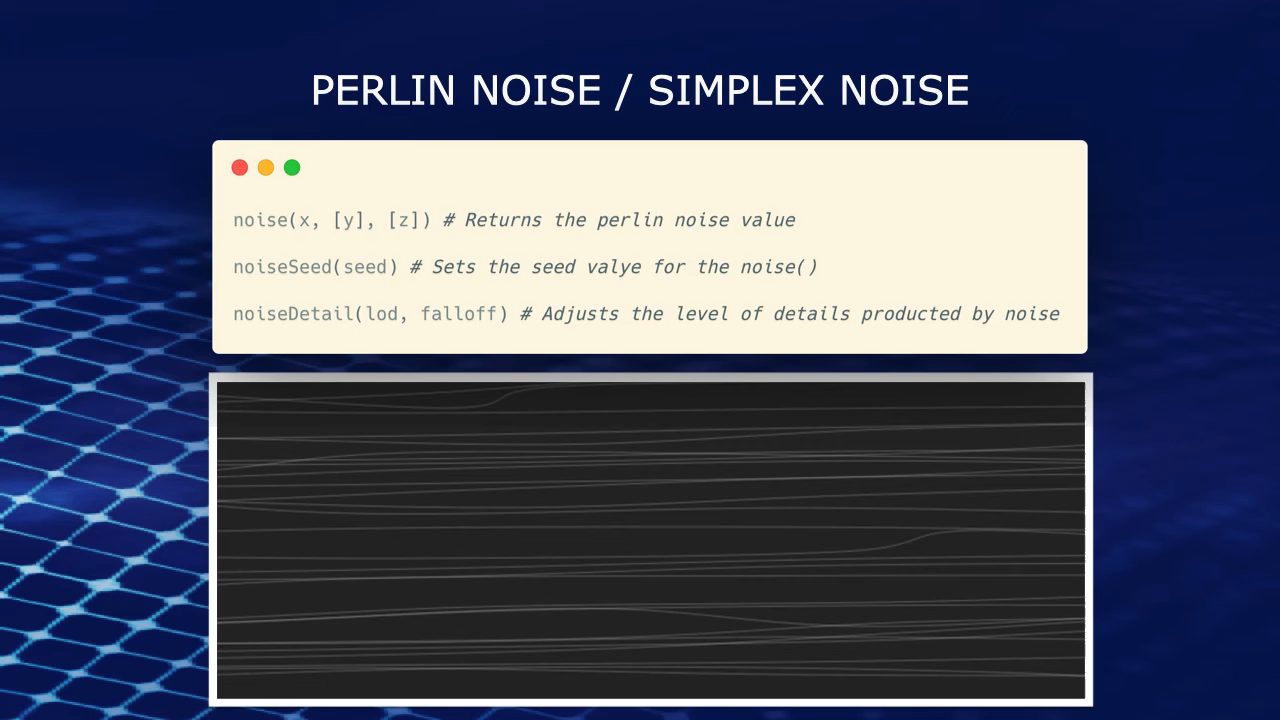 PERLIN NOISE / SIMPLEX NOISE
noise(x, [y], [z]) # Returns the perlin noise value
noiseSeed(seed) # Sets the seed valye for the noise()
noiseDetail(lod, falloff) # Adjusts the level of details producted by noise